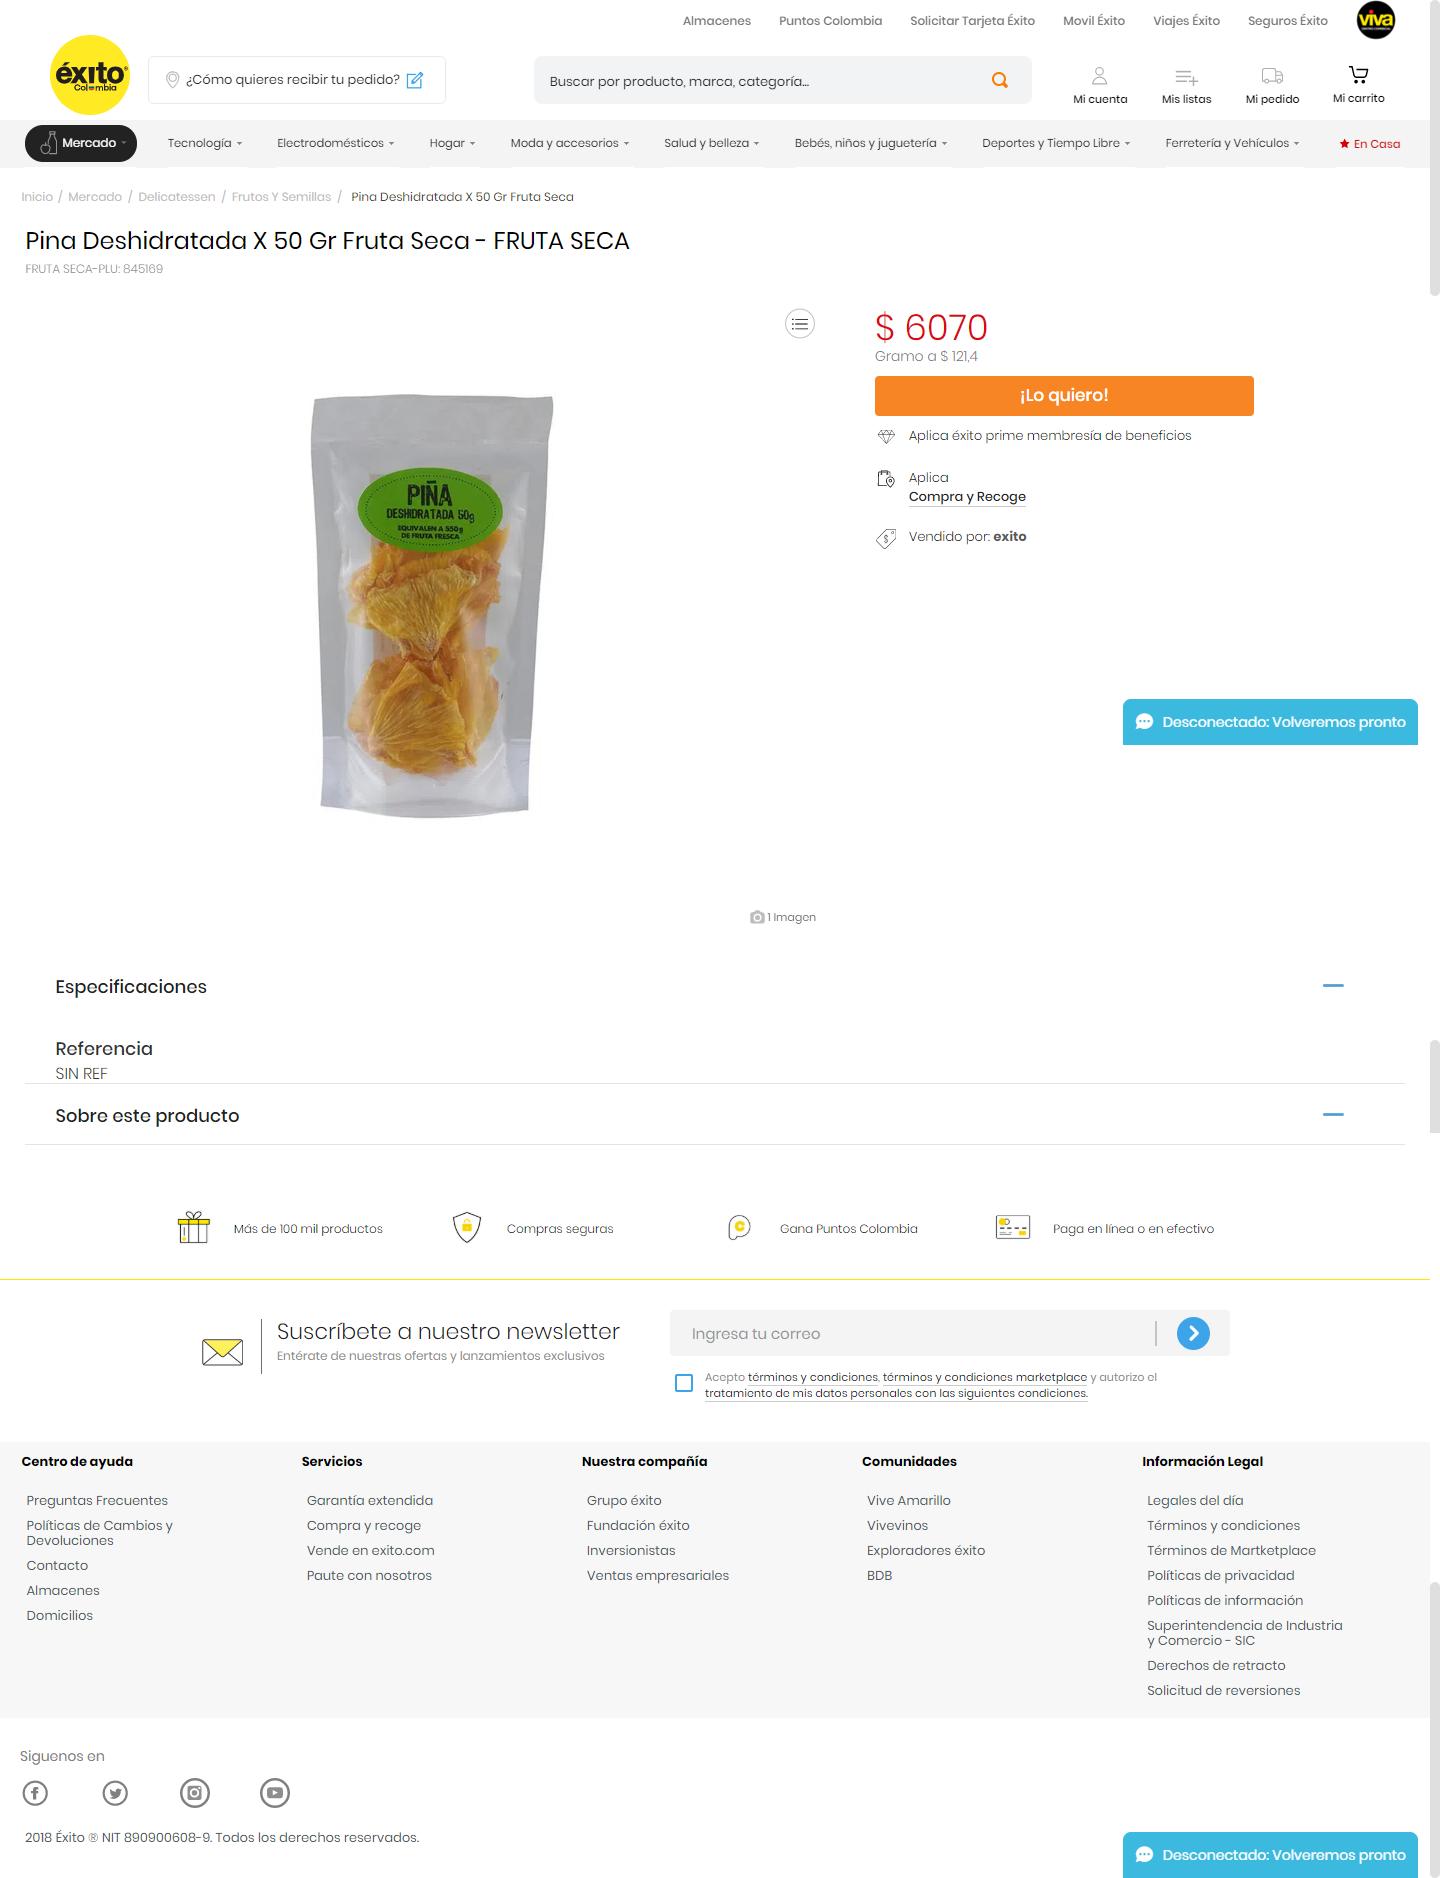 Almacenes Puntos Colombia Solicitar Tarjeta Éxito Movil Éxito Viajes Éxito Seguros Éxito viva
éxito
Colombia
¿Cómo quieres recibir tu pedido?
Buscar por producto, marca, categoría...
Mi cuenta Mis listas Mi pedido Mi carrito
Mercado Tecnología Electrodomésticos Hogar Moda y accesorios Salud y belleza Bebés, niños y juguetería Deportes y Tiempo Libre Ferretería y Vehículos En Casa
Inicio / Mercado / Delicatessen / Frutos Y Semillas / Pina Deshidratada X 50 Gr Fruta Seca
Pina Deshidratada X 50 Gr Fruta Seca - FRUTA SECA
FRUTA SECA-PLU: 845169
$ 6070
Gramo a $ 121,4
¡Lo quiero!
Aplica éxito prime membresía de beneficios
Aplica
Compra y Recoge
Vendido por: exito
PIÑA
DESHIDRATADA 50g
EQUIVALEN A 550g
DE FRUTA FRESCA
Desconectado: Volveremos pronto
1 Imagen
Especificaciones
Referencia
SIN REF
Sobre este producto
Más de 100 mil productos Compras seguras Gana Puntos Colombia Paga en línea o en efectivo
Suscríbete a nuestro newsletter
Entérate de nuestras ofertas y lanzamientos exclusivos
Ingresa tu correo
Acepto términos y condiciones, términos y condiciones marketplace y autorizo el
tratamiento de mis datos personales con las siguientes condiciones.
Centro de ayuda
Preguntas Frecuentes
Políticas de Cambios y
Devoluciones
Contacto
Almacenes
Domicilios
Servicios
Garantía extendida
Compra y recoge
Vende en exito.com
Paute con nosotros
Nuestra compañía
Grupo éxito
Fundación éxito
Inversionistas
Ventas empresariales
Comunidades
Vive Amarillo
Vivevinos
Exploradores éxito
BDB
Información Legal
Legales del día
Términos y condiciones
Términos de Martketplace
Políticas de privacidad
Políticas de información
Superintendencia de Industria
y Comercio - SIC
Derechos de retracto
Solicitud de reversiones
Siguenos en
2018 Éxito ® NIT 890900608-9. Todos los derechos reservados.
Desconectado: Volveremos pronto